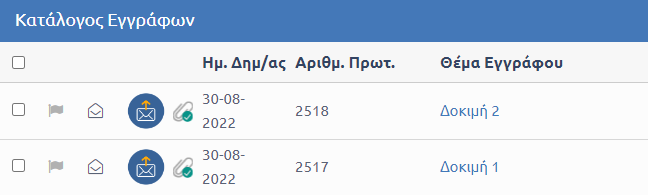 Κατάλογος Εγγράφων
Ημ. Δημ/ας Αριθμ. Πρωτ. Θέμα Εγγράφου
30-08-
2022 2518 Δοκιμή 2
30-08-
2022 2517 Δοκιμή 1